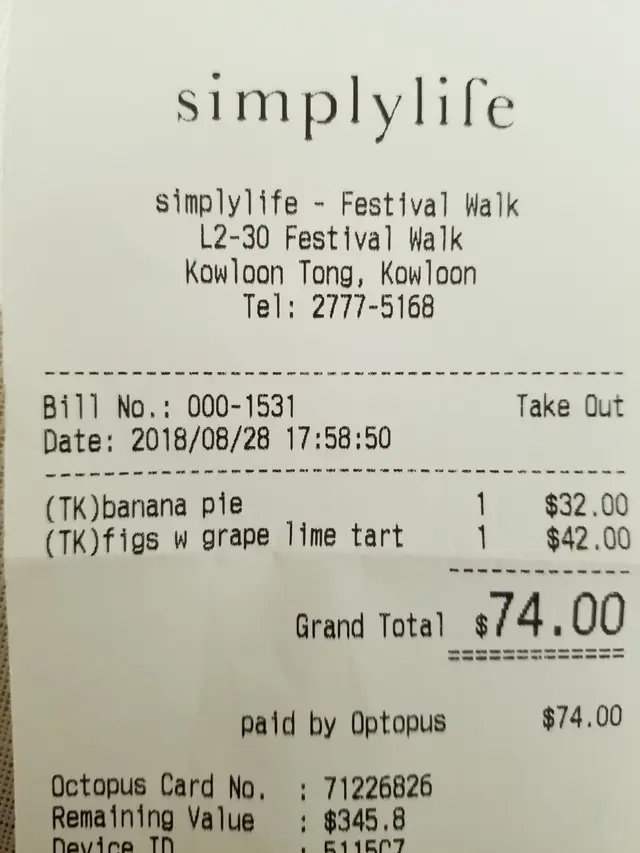 simplylife
simplylife - Festival Walk
L2-30 Festival Walk
Kowloon Tong, Kowloon
Tel: 2777-5168
Bill No.: 000-1531 Take Out
Date: 2018/08/28 17:58:50
(TK)banana pie 1 $32.00
(TK)figs w grape lime tart 1 $42.00
Grand Total $74.00
paid by Optopus $74.00
Octopus Card No. : 71226826
Remaining Value : $345.8
Device ID :